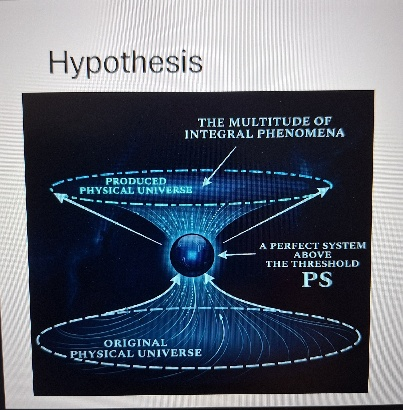 Hypothesis
THE MULTITUDE OF
INTEGRAL PHENOMENA
PRODUCED
PHYSICAL UNIVERSE
A PERFECT SYSTEM
ABOVE
THE THRESHOLD
PS
ORIGINAL
PHYSICAL UNIVERSE